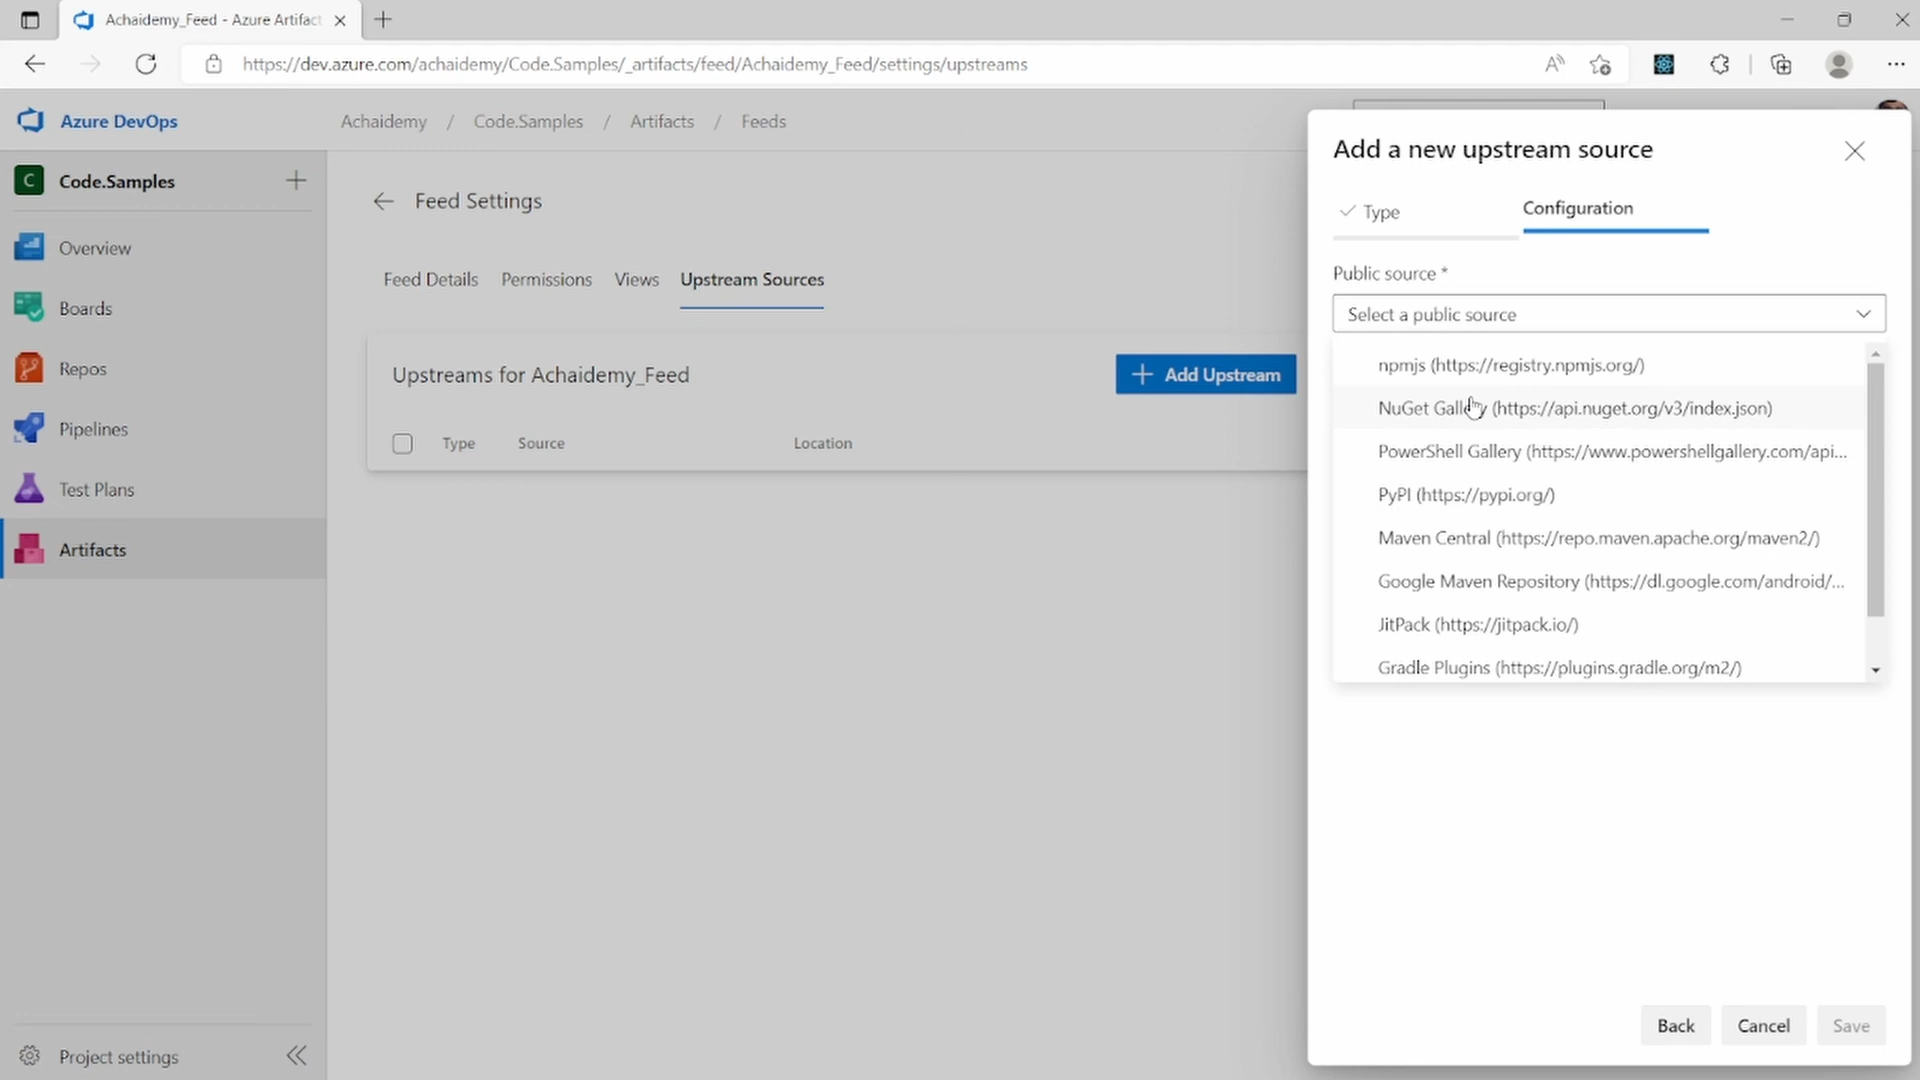 Achaidemy_Feed - Azure Artifact
https://dev.azure.com/achaidemy/Code.Samples/_artifacts/feed/Achaidemy_Feed/settings/upstreams
Azure DevOps
Achaidemy / Code.Samples / Artifacts / Feeds
C Code.Samples
Overview
Boards
Repos
Pipelines
Test Plans
Artifacts
Project settings
Feed Settings
Feed Details Permissions Views Upstream Sources
Upstreams for Achaidemy_Feed
Add Upstream
Type Source Location
Add a new upstream source
Type Configuration
Public source *
Select a public source
npmjs (https://registry.npmjs.org/)
NuGet Gallery (https://api.nuget.org/v3/index.json)
PowerShell Gallery (https://www.powershellgallery.com/api...
PyPI (https://pypi.org/)
Maven Central (https://repo.maven.apache.org/maven2/)
Google Maven Repository (https://dl.google.com/android/...
JitPack (https://jitpack.io/)
Gradle Plugins (https://plugins.gradle.org/m2/)
Back Cancel Save